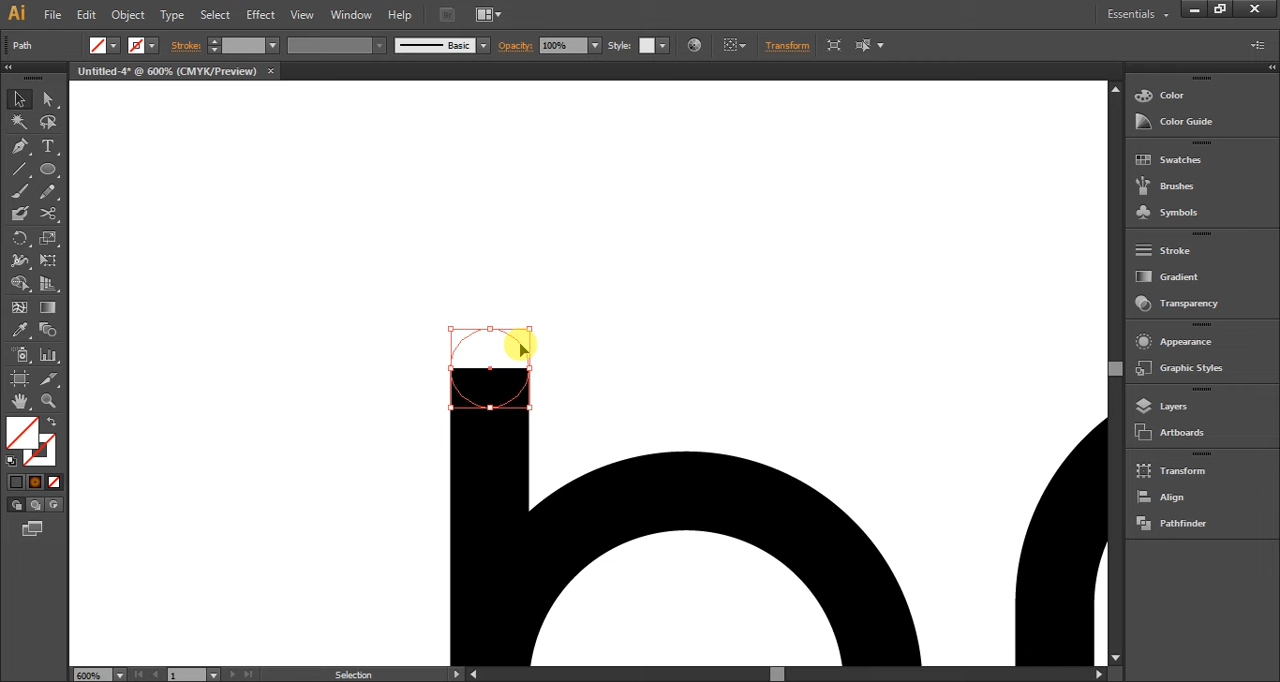 Ai File Edit Object Type Select Effect View Window Help Br Essentials
Path Stroke: Basic Opacity: 100% Style: Transform
Untitled-4* @ 600% (CMYK/Preview) ×
Color
Color Guide
Swatches
Brushes
Symbols
Stroke
Gradient
Transparency
Appearance
Graphic Styles
Layers
Artboards
Transform
Align
Pathfinder
T
600% 1 Selection